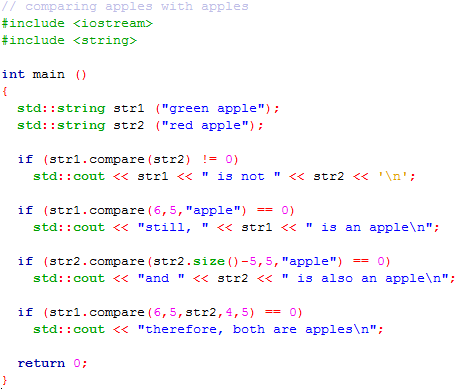 // comparing apples with apples
#include <iostream>
#include <string>

int main ()
{
  std::string str1 ("green apple");
  std::string str2 ("red apple");

  if (str1.compare(str2) != 0)
    std::cout << str1 << " is not " << str2 << '\n';

  if (str1.compare(6,5,"apple") == 0)
    std::cout << "still, " << str1 << " is an apple\n";

  if (str2.compare(str2.size()-5,5,"apple") == 0)
    std::cout << "and " << str2 << " is also an apple\n";

  if (str1.compare(6,5,str2,4,5) == 0)
    std::cout << "therefore, both are apples\n";

  return 0;
}